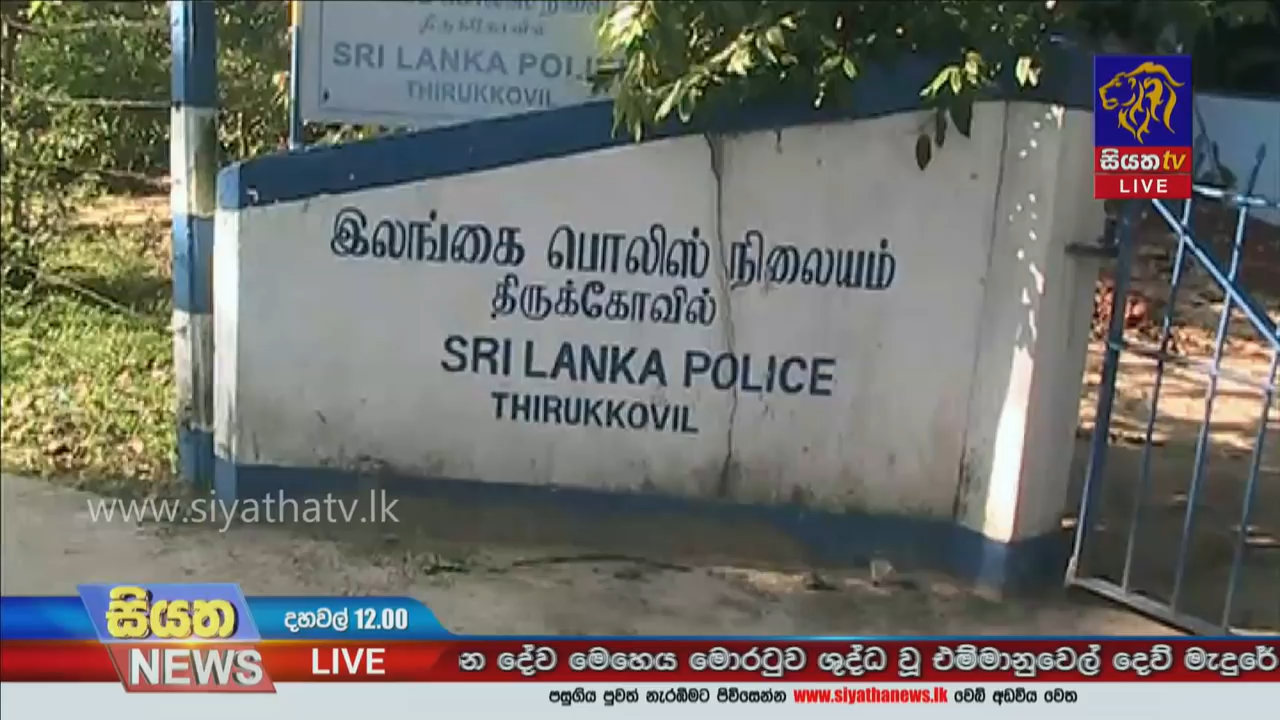 SRI LANKA
THIRUKKOVIL
සියත tv
LIVE
இலங்கை பொலிஸ் நிலையம்
திருக்கோவில்
SRI LANKA POLICE
THIRUKKOVIL
www.siyathatv.lk
සියත
NEWS
දහවල් 12.00
LIVE
න දේව මෙහෙය මොරටුව ශුද්ධ වූ එම්මානුවෙල් දෙව් මැදුරේ
පසුගිය පුවත් නැරඹීමට පිවිසෙන්න www.siyathanews.lk වෙබ් අඩවිය වෙත